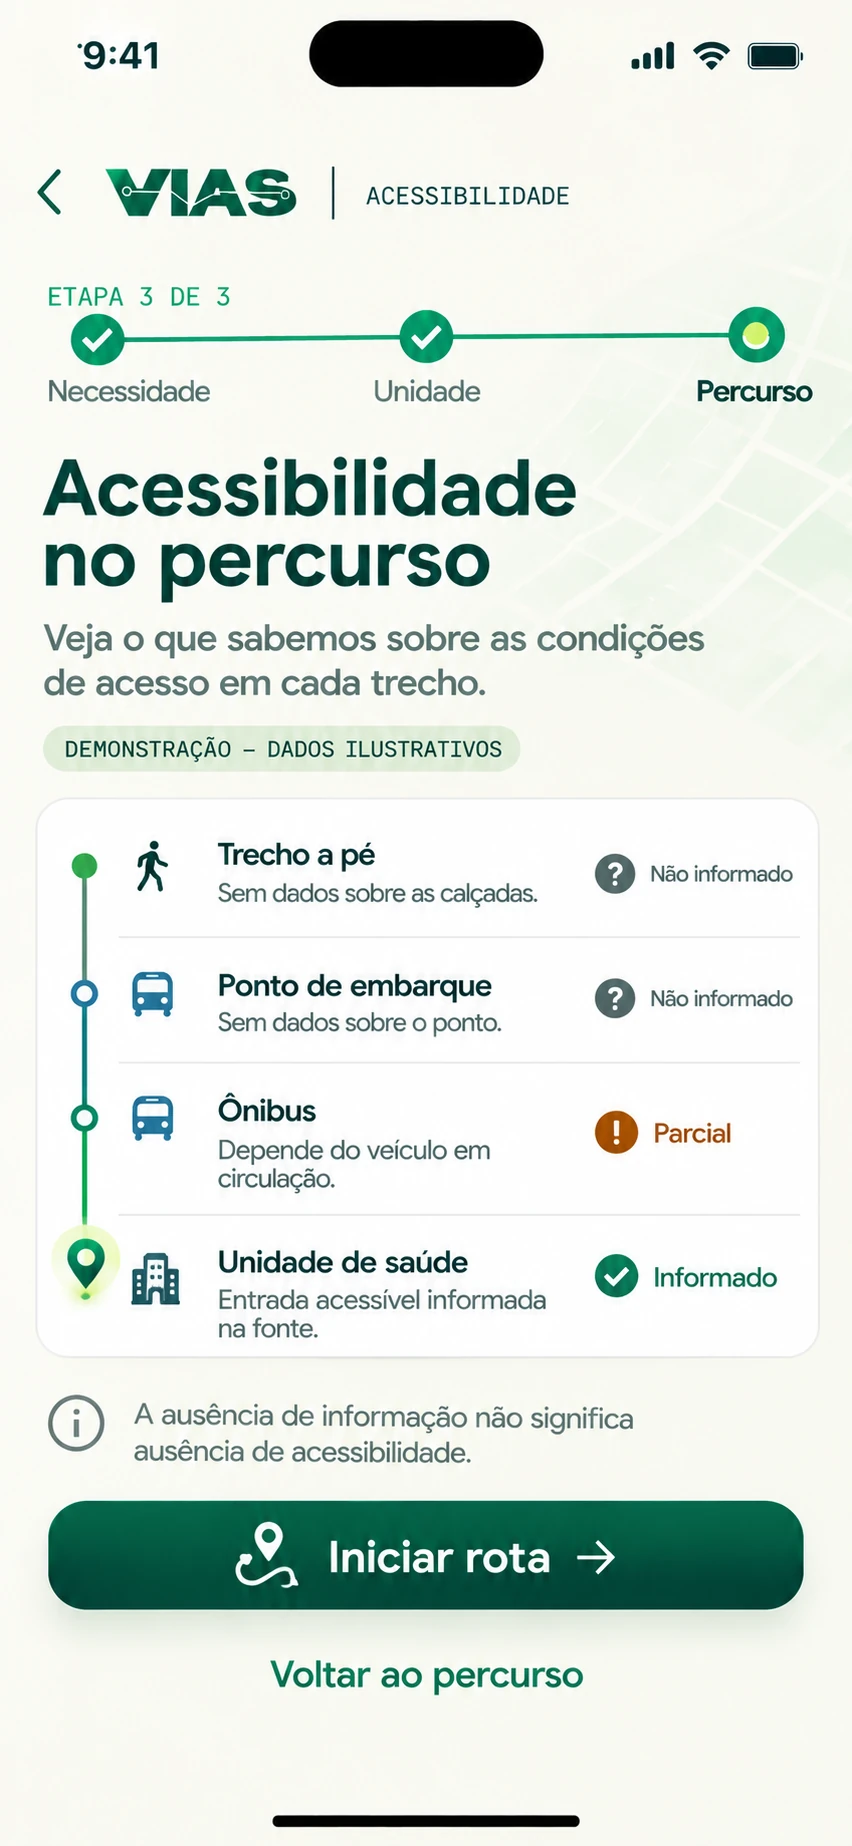 9:41
VIAS
ACESSIBILIDADE
ETAPA 3 DE 3
Necessidade
Unidade
Percurso
Acessibilidade
no percurso
Veja o que sabemos sobre as condições
de acesso em cada trecho.
DEMONSTRAÇÃO – DADOS ILUSTRATIVOS
Trecho a pé
Sem dados sobre as calçadas.
Não informado
Ponto de embarque
Sem dados sobre o ponto.
Não informado
Ônibus
Depende do veículo em
circulação.
Parcial
Unidade de saúde
Entrada acessível informada
na fonte.
Informado
A ausência de informação não significa
ausência de acessibilidade.
Iniciar rota →
Voltar ao percurso